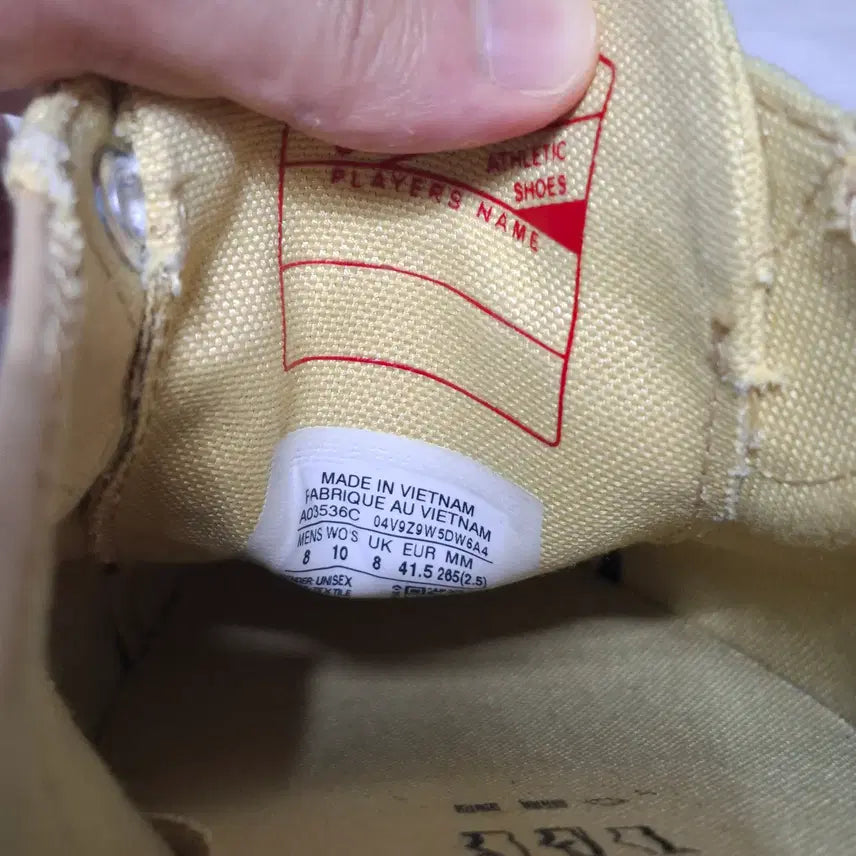 ATHLETIC
SHOES
PLAYERS NAME
MADE IN VIETNAM
FABRIQUE AU VIETNAM
A03536C 04V9Z9W5DW6A4
MENS WO'S UK EUR MM
8 10 8 41.5 265(2.5)
UNISEX